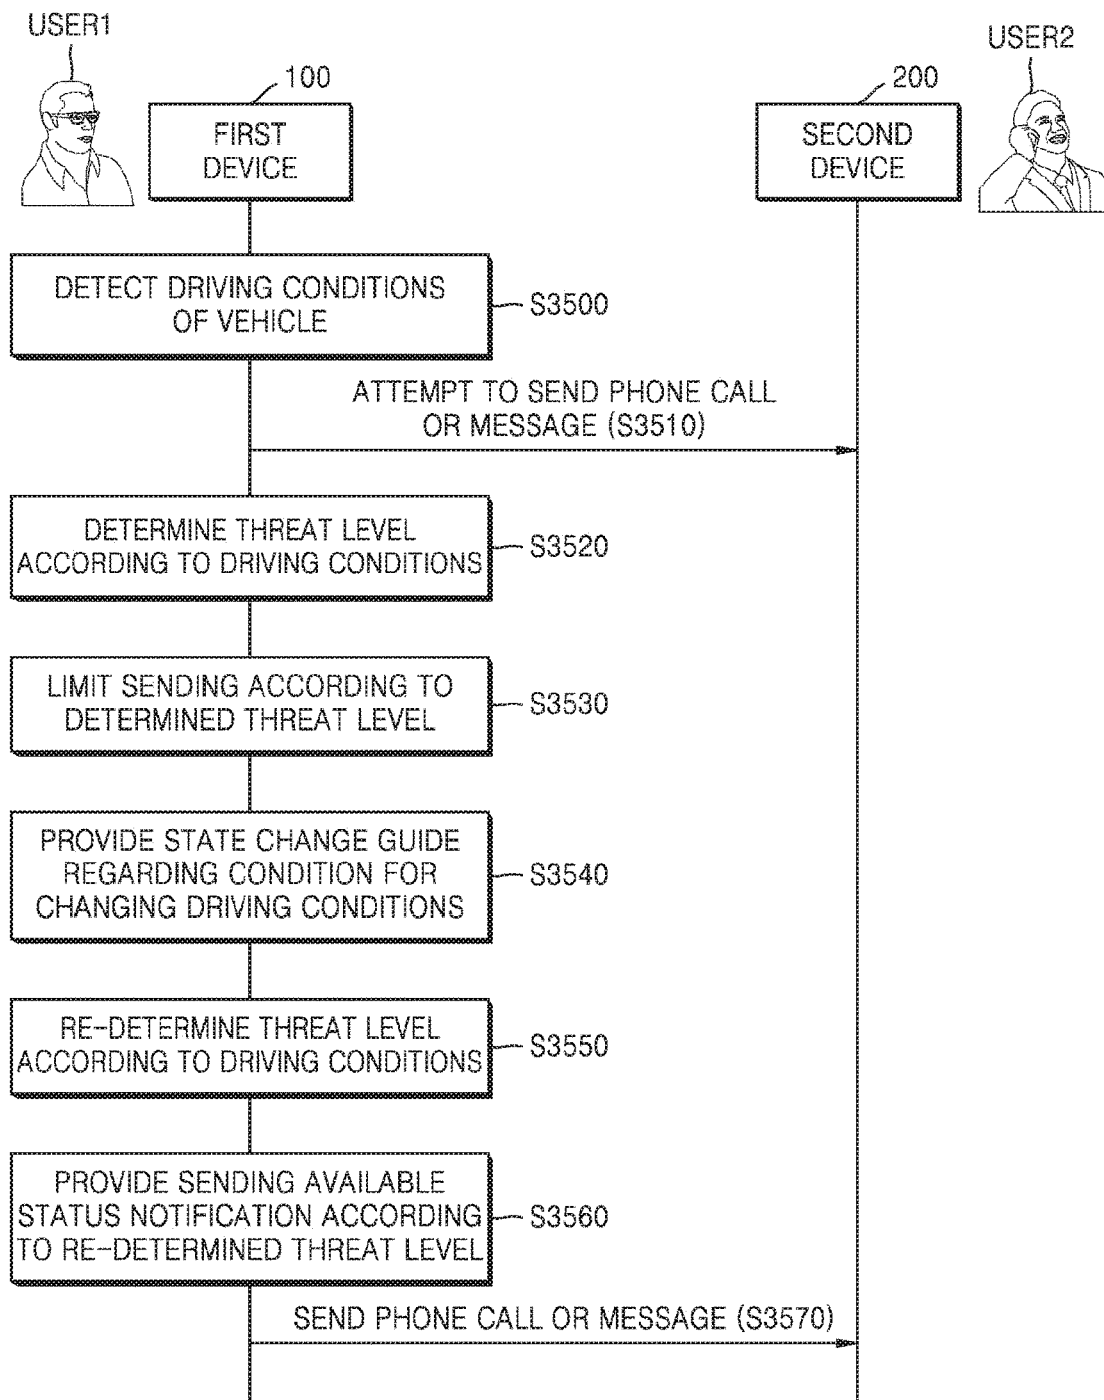 USER1
100
FIRST
DEVICE
200
SECOND
DEVICE
USER2
DETECT DRIVING CONDITIONS
OF VEHICLE
S3500
ATTEMPT TO SEND PHONE CALL
OR MESSAGE (S3510)
DETERMINE THREAT LEVEL
ACCORDING TO DRIVING CONDITIONS
S3520
LIMIT SENDING ACCORDING TO
DETERMINED THREAT LEVEL
S3530
PROVIDE STATE CHANGE GUIDE
REGARDING CONDITION FOR
CHANGING DRIVING CONDITIONS
S3540
RE-DETERMINE THREAT LEVEL
ACCORDING TO DRIVING CONDITIONS
S3550
PROVIDE SENDING AVAILABLE
STATUS NOTIFICATION ACCORDING
TO RE-DETERMINED THREAT LEVEL
S3560
SEND PHONE CALL OR MESSAGE (S3570)